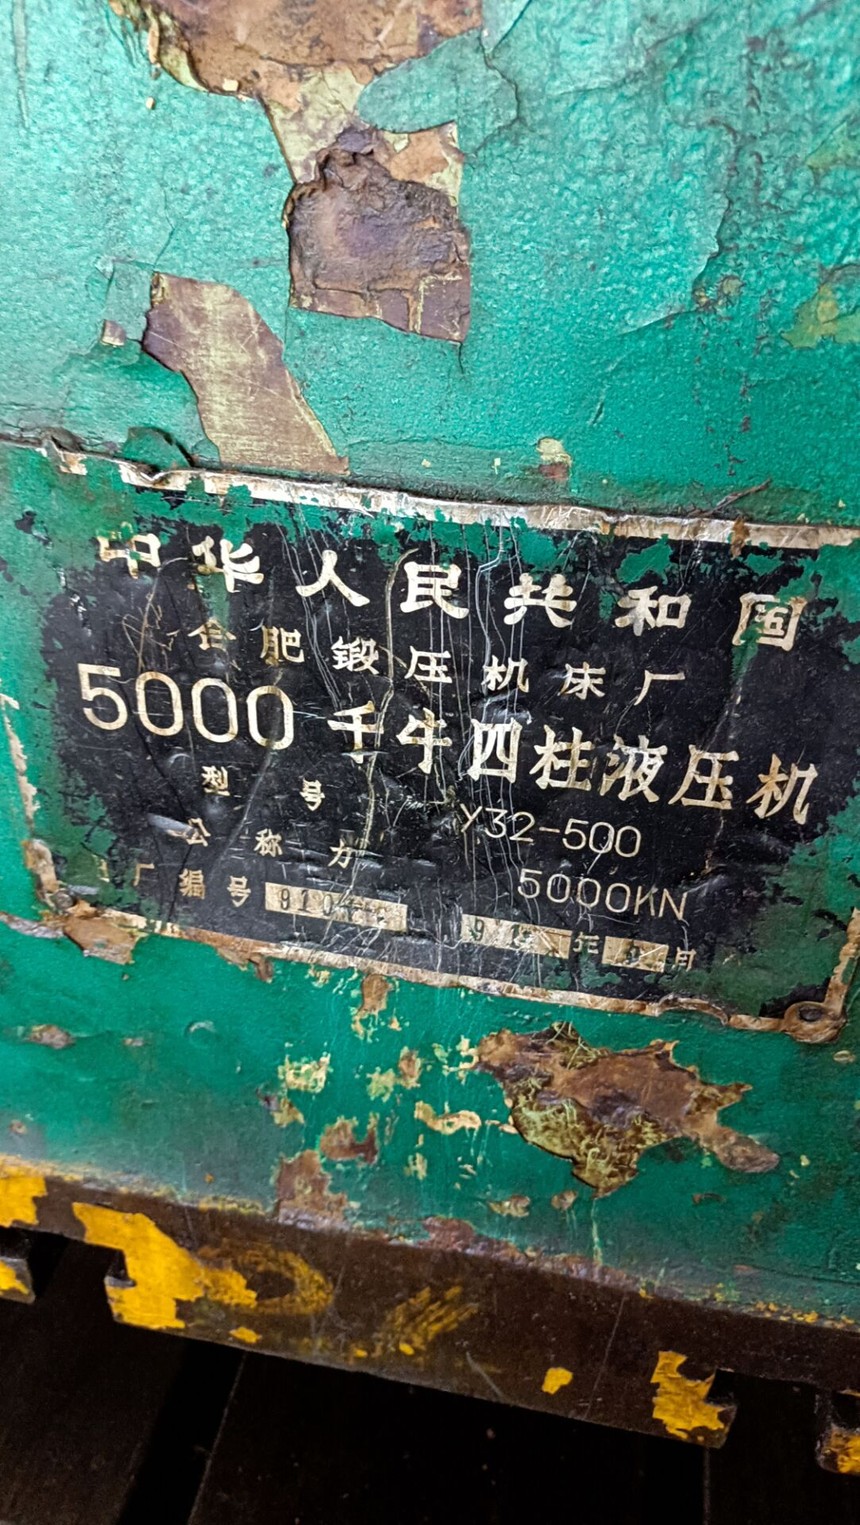 中华人民共和国
合肥锻压机床厂
5000千牛四柱液压机
型号 Y32-500
公称力 5000KN
厂编号 910 年 月